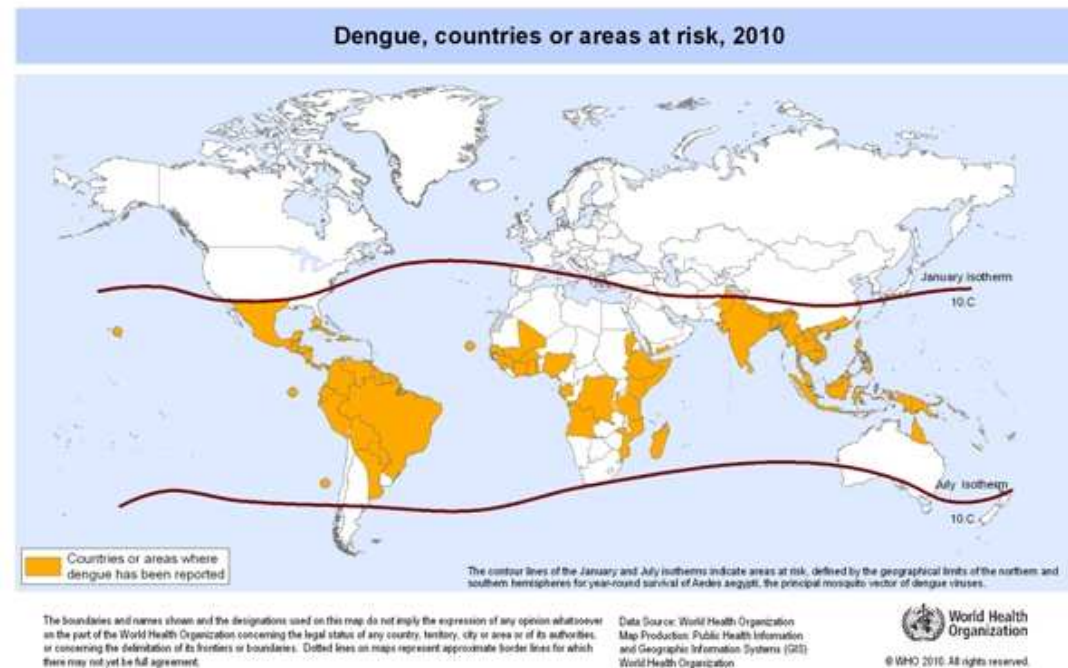 Dengue, countries or areas at risk, 2010
January isotherm
10.C
July isotherm
10.C
Countries or areas where
dengue has been reported
The contour lines of the January and July isotherms indicate areas at risk, defined by the geographical limits of the northern and
southern hemispheres for year-round survival of Aedes aegypti, the principal mosquito vector of dengue viruses.
The boundaries and names shown and the designations used on this map do not imply the expression of any opinion whatsoever
on the part of the World Health Organization concerning the legal status of any country, territory, city or area or of its authorities,
or concerning the delimitation of its frontiers or boundaries. Dotted lines on maps represent approximate border lines for which
there may not yet be full agreement.
Data Source: World Health Organization
Map Production: Public Health Information
and Geographic Information Systems (GIS)
World Health Organization
World Health
Organization
© WHO 2010. All rights reserved.